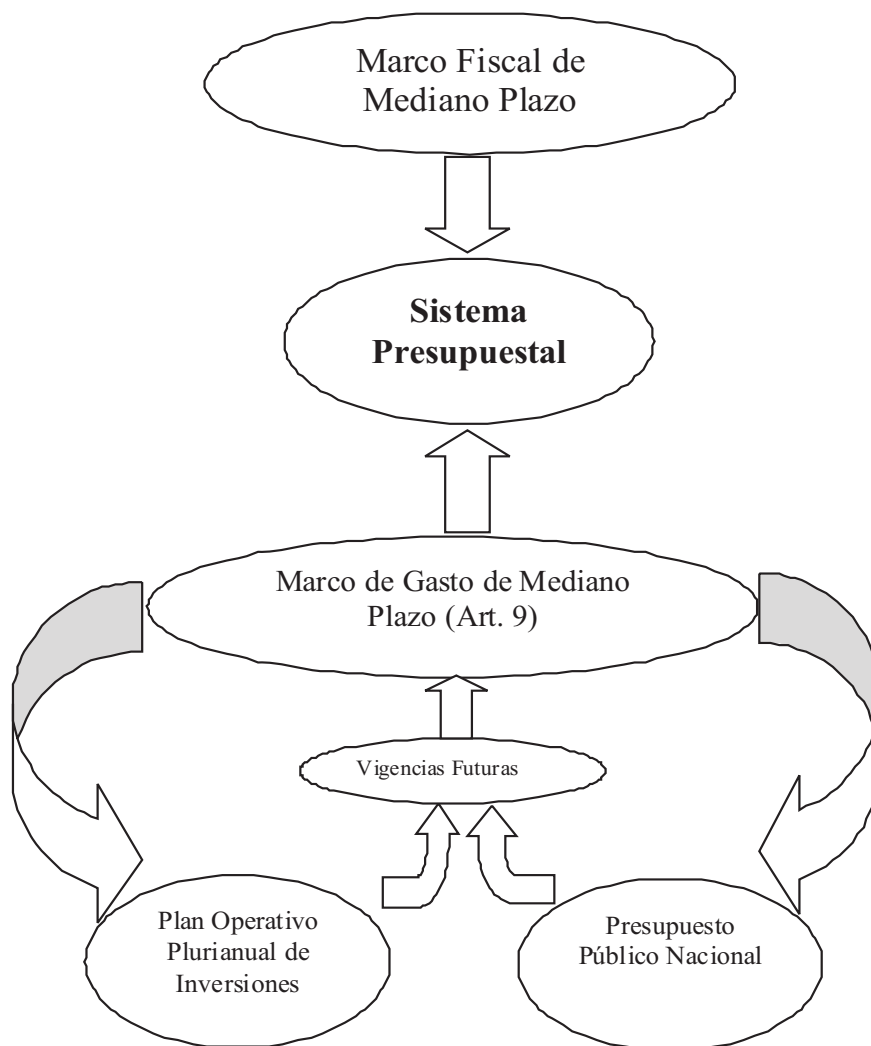 Marco Fiscal de
Mediano Plazo
Sistema
Presupuestal
Marco de Gasto de Mediano
Plazo (Art. 9)
Vigencias Futuras
Plan Operativo
Plurianual de
Inversiones
Presupuesto
Público Nacional